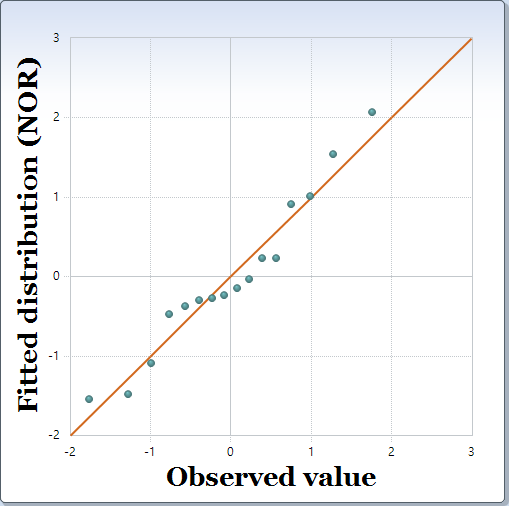 3
2
1
0
-1
-2
-2 -1 0 1 2 3
Fitted distribution (NOR)
Observed value